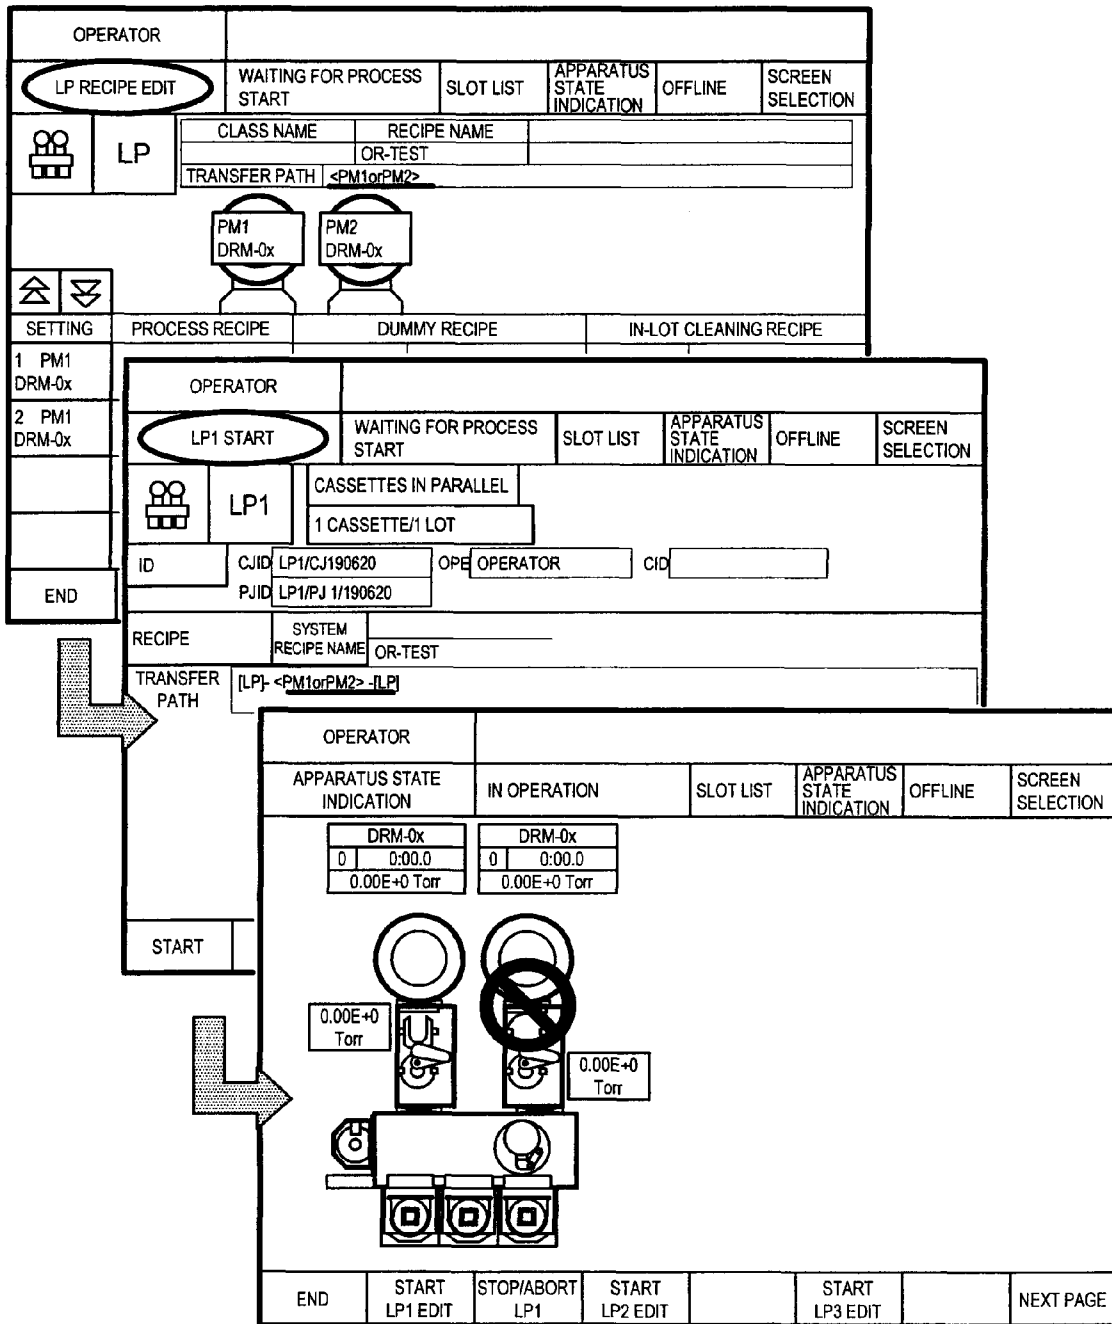 OPERATOR
LP RECIPE EDIT
WAITING FOR PROCESS
START
SLOT LIST
APPARATUS
STATE
INDICATION
OFFLINE
SCREEN
SELECTION
LP
CLASS NAME
RECIPE NAME
OR-TEST
TRANSFER PATH
<PM1orPM2>
PM1
DRM-0x
PM2
DRM-0x
SETTING
PROCESS RECIPE
DUMMY RECIPE
IN-LOT CLEANING RECIPE
1 PM1
DRM-0x
2 PM1
DRM-0x
END
OPERATOR
LP1 START
WAITING FOR PROCESS
START
SLOT LIST
APPARATUS
STATE
INDICATION
OFFLINE
SCREEN
SELECTION
LP1
CASSETTES IN PARALLEL
1 CASSETTE/1 LOT
ID
CJID LP1/CJ190620
OPE OPERATOR
CID
PJID LP1/PJ 1/190620
RECIPE
SYSTEM
RECIPE NAME
OR-TEST
TRANSFER
PATH
[LP]- <PM1orPM2> -[LP]
START
OPERATOR
APPARATUS STATE
INDICATION
IN OPERATION
SLOT LIST
APPARATUS
STATE
INDICATION
OFFLINE
SCREEN
SELECTION
DRM-0x
0 0:00.0
0.00E+0 Torr
DRM-0x
0 0:00.0
0.00E+0 Torr
0.00E+0
Torr
0.00E+0
Torr
END
START
LP1 EDIT
STOP/ABORT
LP1
START
LP2 EDIT
START
LP3 EDIT
NEXT PAGE